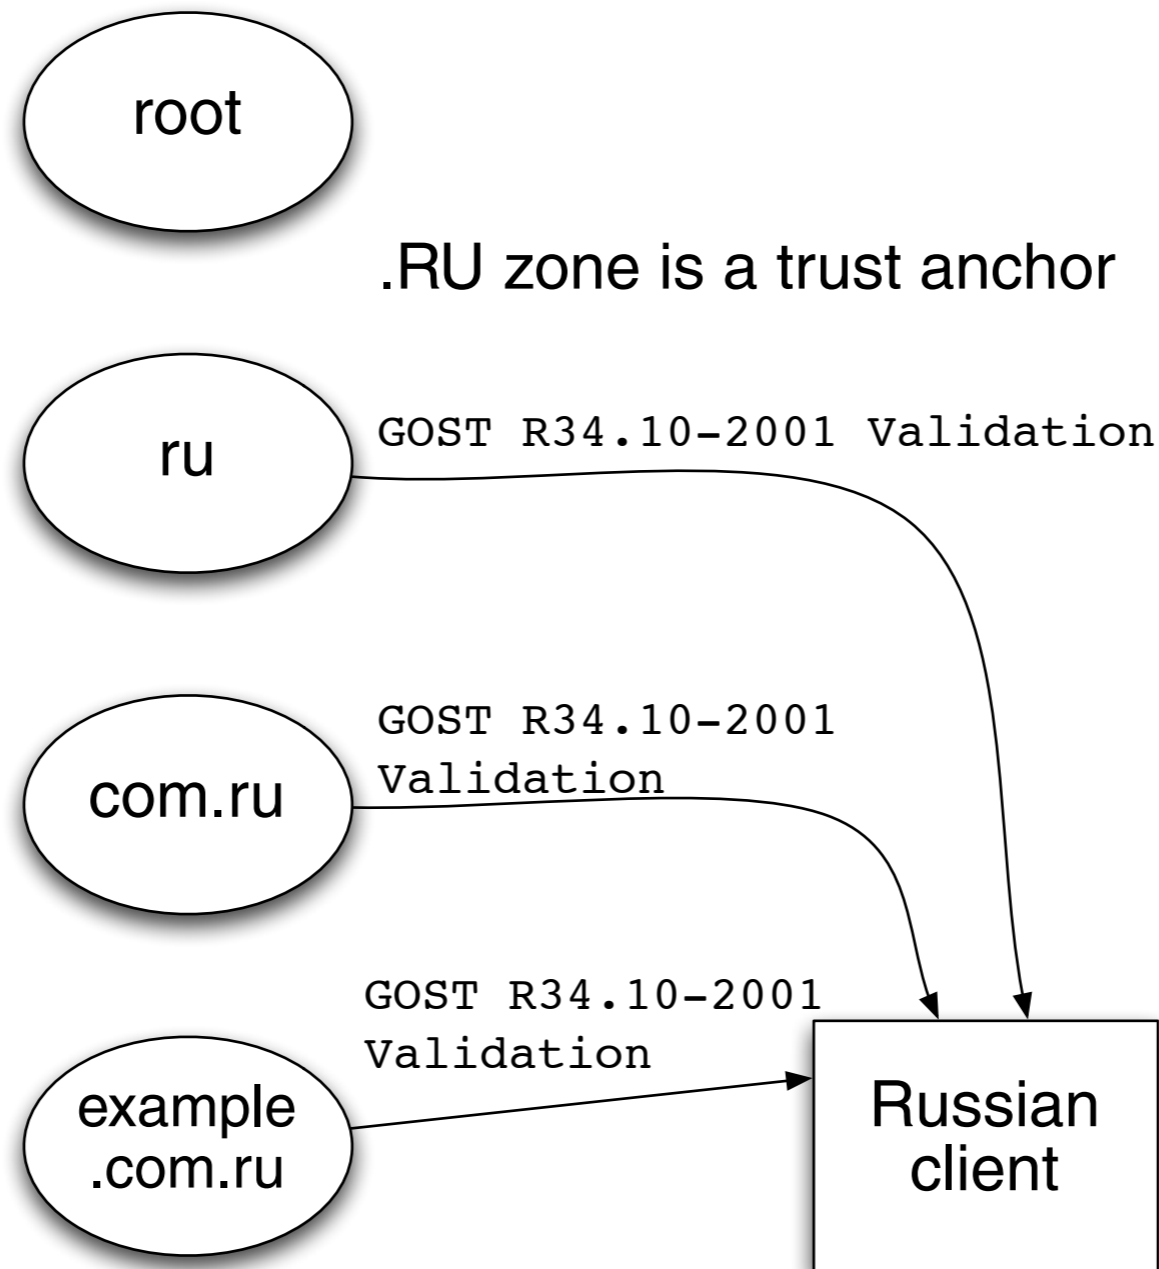 root
.RU zone is a trust anchor
ru
GOST R34.10-2001 Validation
com.ru
GOST R34.10-2001
Validation
example
.com.ru
GOST R34.10-2001
Validation
Russian
client